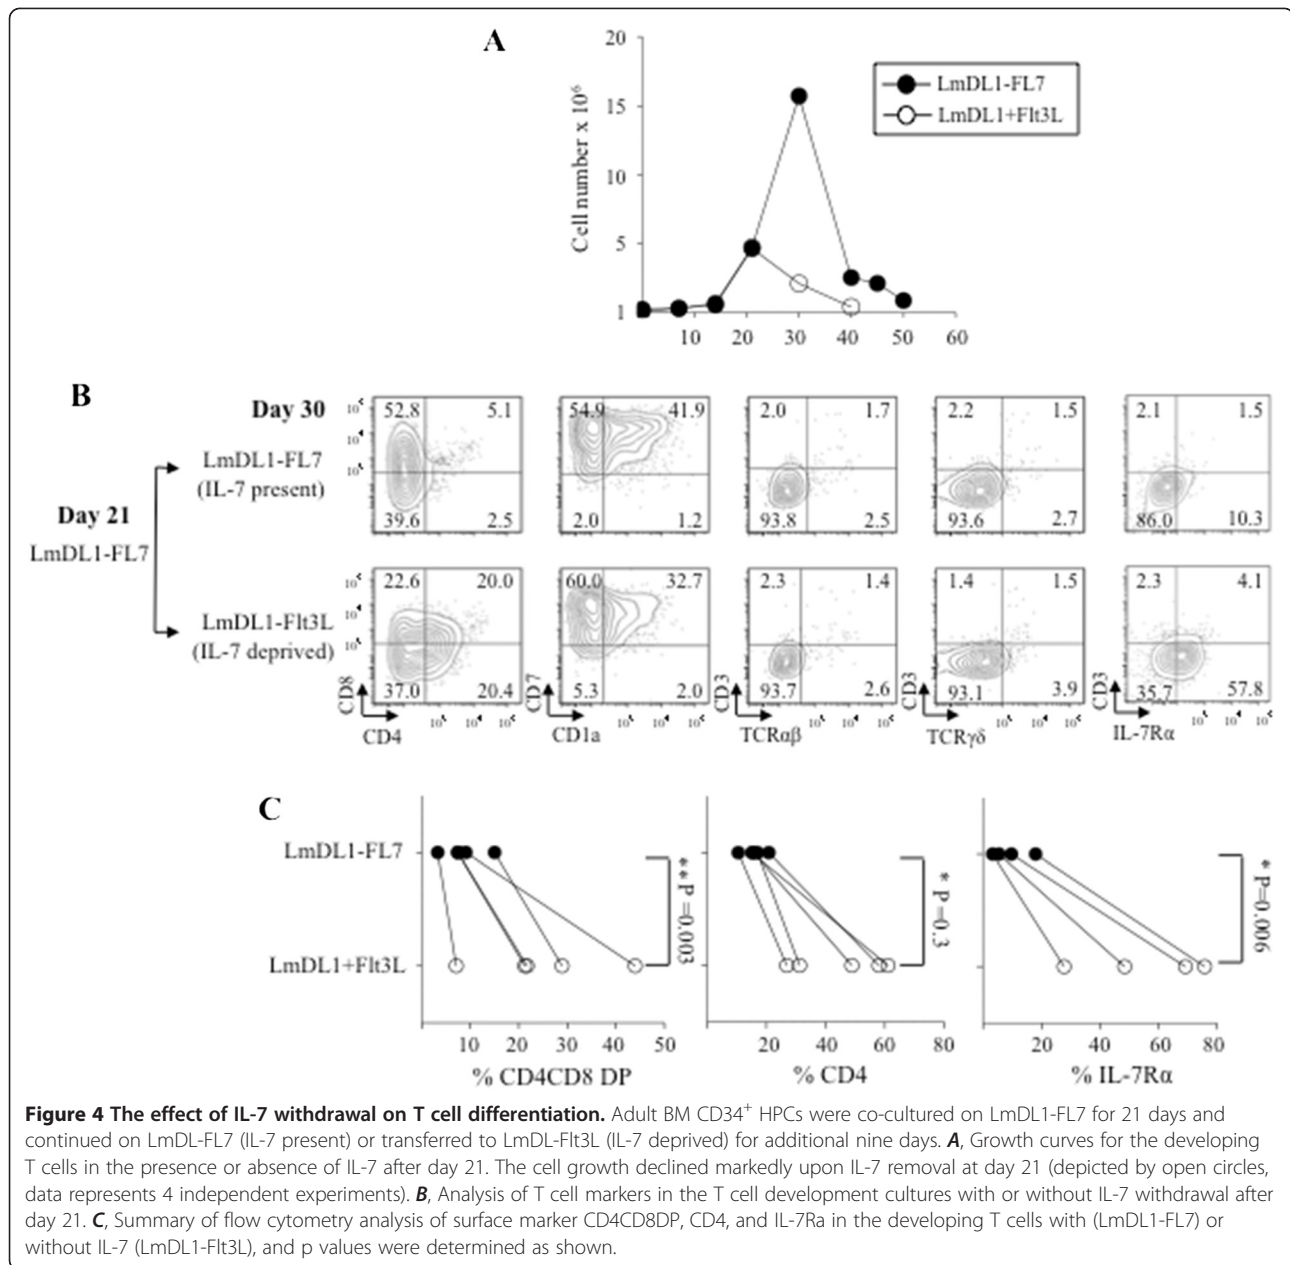 A
20
15
10
5
1
Cell number x 10⁶
10 20 30 40 50 60
LmDL1-FL7
LmDL1+Flt3L
B
Day 30
LmDL1-FL7
(IL-7 present)
Day 21
LmDL1-FL7
LmDL1-Flt3L
(IL-7 deprived)
52.8 5.1
39.6 2.5
54.9 41.9
2.0 1.2
2.0 1.7
93.8 2.5
2.2 1.5
93.6 2.7
2.1 1.5
86.0 10.3
22.6 20.0
37.0 20.4
60.0 32.7
5.3 2.0
2.3 1.4
93.7 2.6
1.4 1.5
93.1 3.9
2.3 4.1
35.7 57.8
CD8
CD4
CD7
CD1a
CD3
TCRαβ
CD3
TCRγδ
CD3
IL-7Rα
C
LmDL1-FL7
LmDL1+Flt3L
**P=0.003
10 20 30 40 50
% CD4CD8 DP
* P=0.3
20 40 60 80
% CD4
* P=0.006
20 40 60 80
% IL-7Rα
Figure 4 The effect of IL-7 withdrawal on T cell differentiation. Adult BM CD34⁺ HPCs were co-cultured on LmDL1-FL7 for 21 days and
continued on LmDL-FL7 (IL-7 present) or transferred to LmDL-Flt3L (IL-7 deprived) for additional nine days. A, Growth curves for the developing
T cells in the presence or absence of IL-7 after day 21. The cell growth declined markedly upon IL-7 removal at day 21 (depicted by open circles,
data represents 4 independent experiments). B, Analysis of T cell markers in the T cell development cultures with or without IL-7 withdrawal after
day 21. C, Summary of flow cytometry analysis of surface marker CD4CD8DP, CD4, and IL-7Ra in the developing T cells with (LmDL1-FL7) or
without IL-7 (LmDL1-Flt3L), and p values were determined as shown.